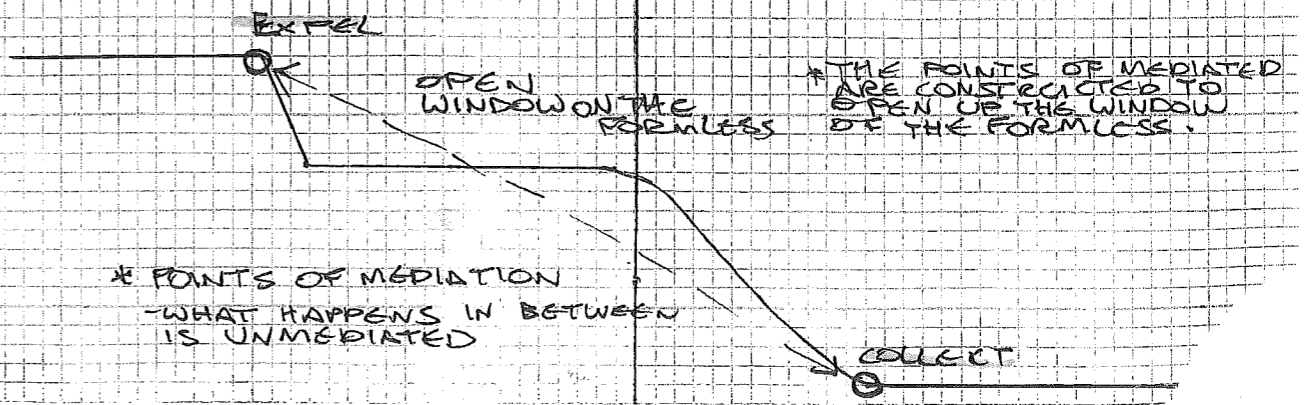 EXPEL
OPEN
WINDOW ON THE
FORMLESS
* THE POINTS OF MEDIATED
ARE CONSTRUCTED TO
OPEN UP THE WINDOW
OF THE FORMLESS.
* POINTS OF MEDIATION
-WHAT HAPPENS IN BETWEEN
IS UNMEDIATED
COLLECT